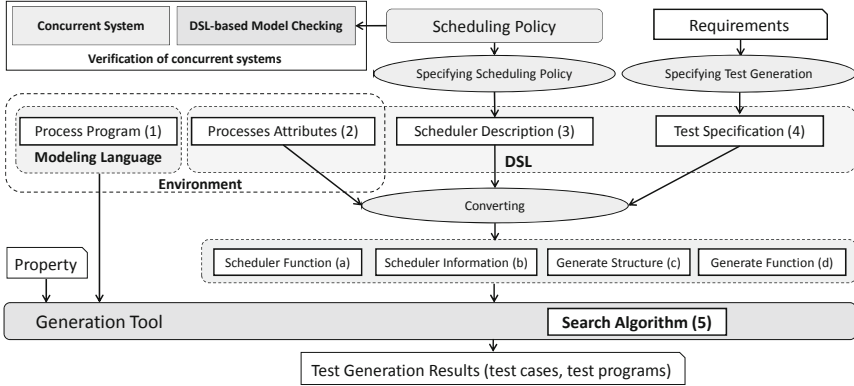 Concurrent System
DSL-based Model Checking
Verification of concurrent systems
Scheduling Policy
Requirements
Specifying Scheduling Policy
Specifying Test Generation
Process Program (1)
Processes Attributes (2)
Scheduler Description (3)
Test Specification (4)
Modeling Language
DSL
Environment
Converting
Property
Scheduler Function (a)
Scheduler Information (b)
Generate Structure (c)
Generate Function (d)
Generation Tool
Search Algorithm (5)
Test Generation Results (test cases, test programs)